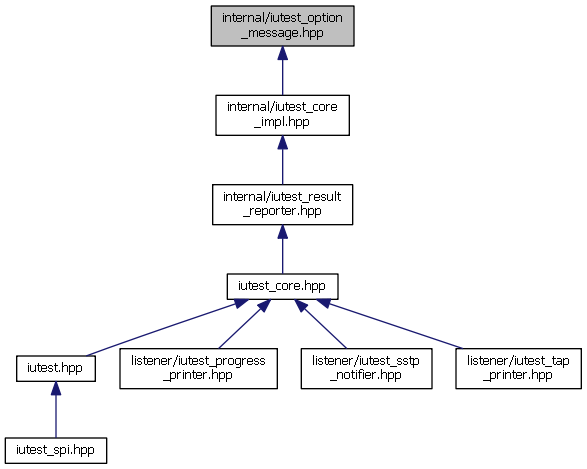 internal/iutest_option
_message.hpp
internal/iutest_core
_impl.hpp
internal/iutest_result
_reporter.hpp
iutest_core.hpp
iutest.hpp
listener/iutest_progress
_printer.hpp
listener/iutest_sstp
_notifier.hpp
listener/iutest_tap
_printer.hpp
iutest_spi.hpp